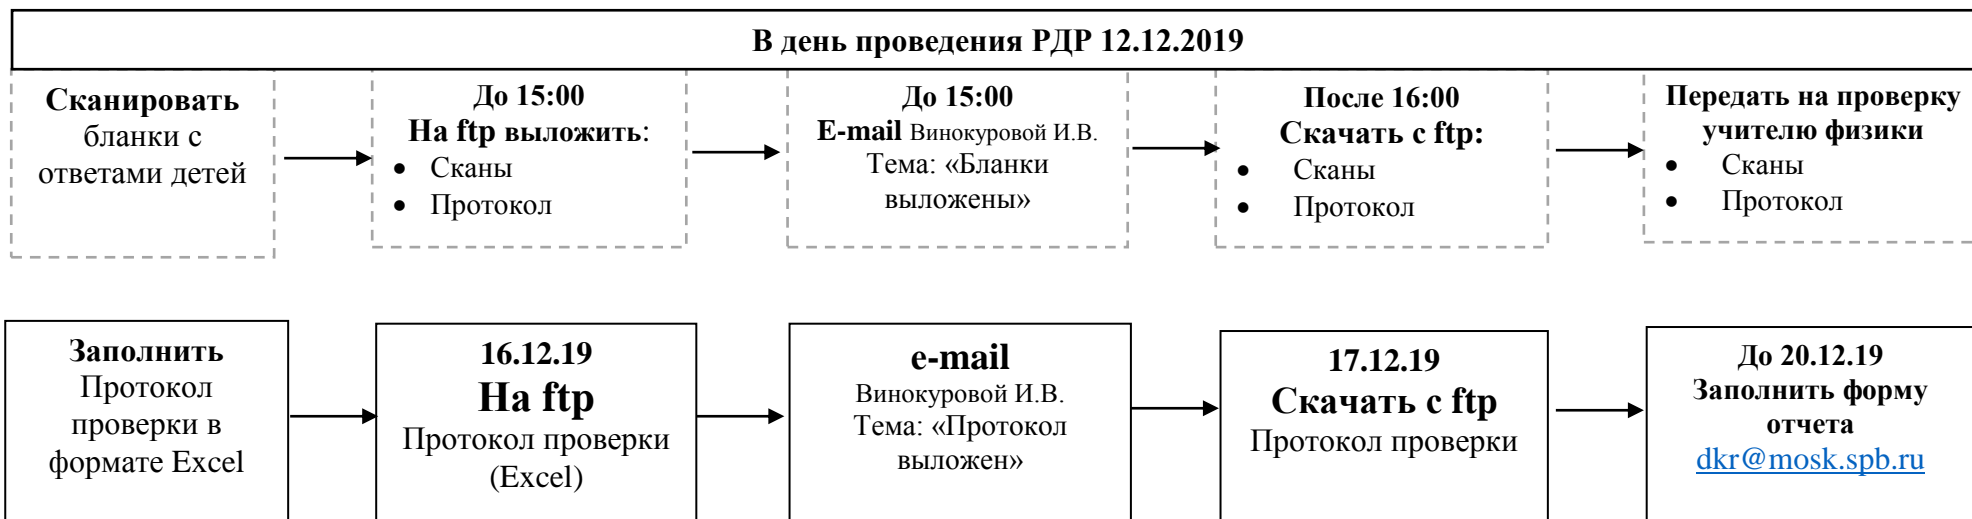 В день проведения РДР 12.12.2019
Сканировать
бланки с
ответами детей
До 15:00
На ftp выложить:
• Сканы
• Протокол
До 15:00
E-mail Винокуровой И.В.
Тема: «Бланки
выложены»
После 16:00
Скачать с ftp:
• Сканы
• Протокол
Передать на проверку
учителю физики
• Сканы
• Протокол
Заполнить
Протокол
проверки в
формате Excel
16.12.19
На ftp
Протокол проверки
(Excel)
e-mail
Винокуровой И.В.
Тема: «Протокол
выложен»
17.12.19
Скачать с ftp
Протокол проверки
До 20.12.19
Заполнить форму
отчета
dkr@mosk.spb.ru